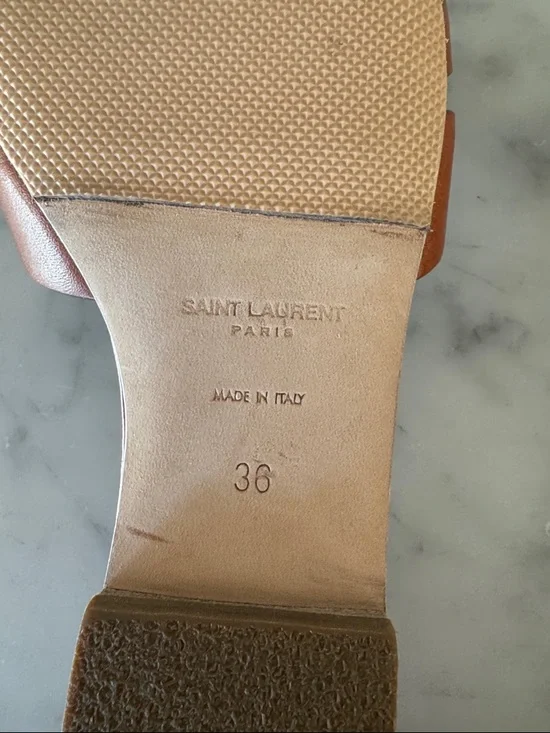 SAINT LAURENT
PARIS
MADE IN ITALY
36